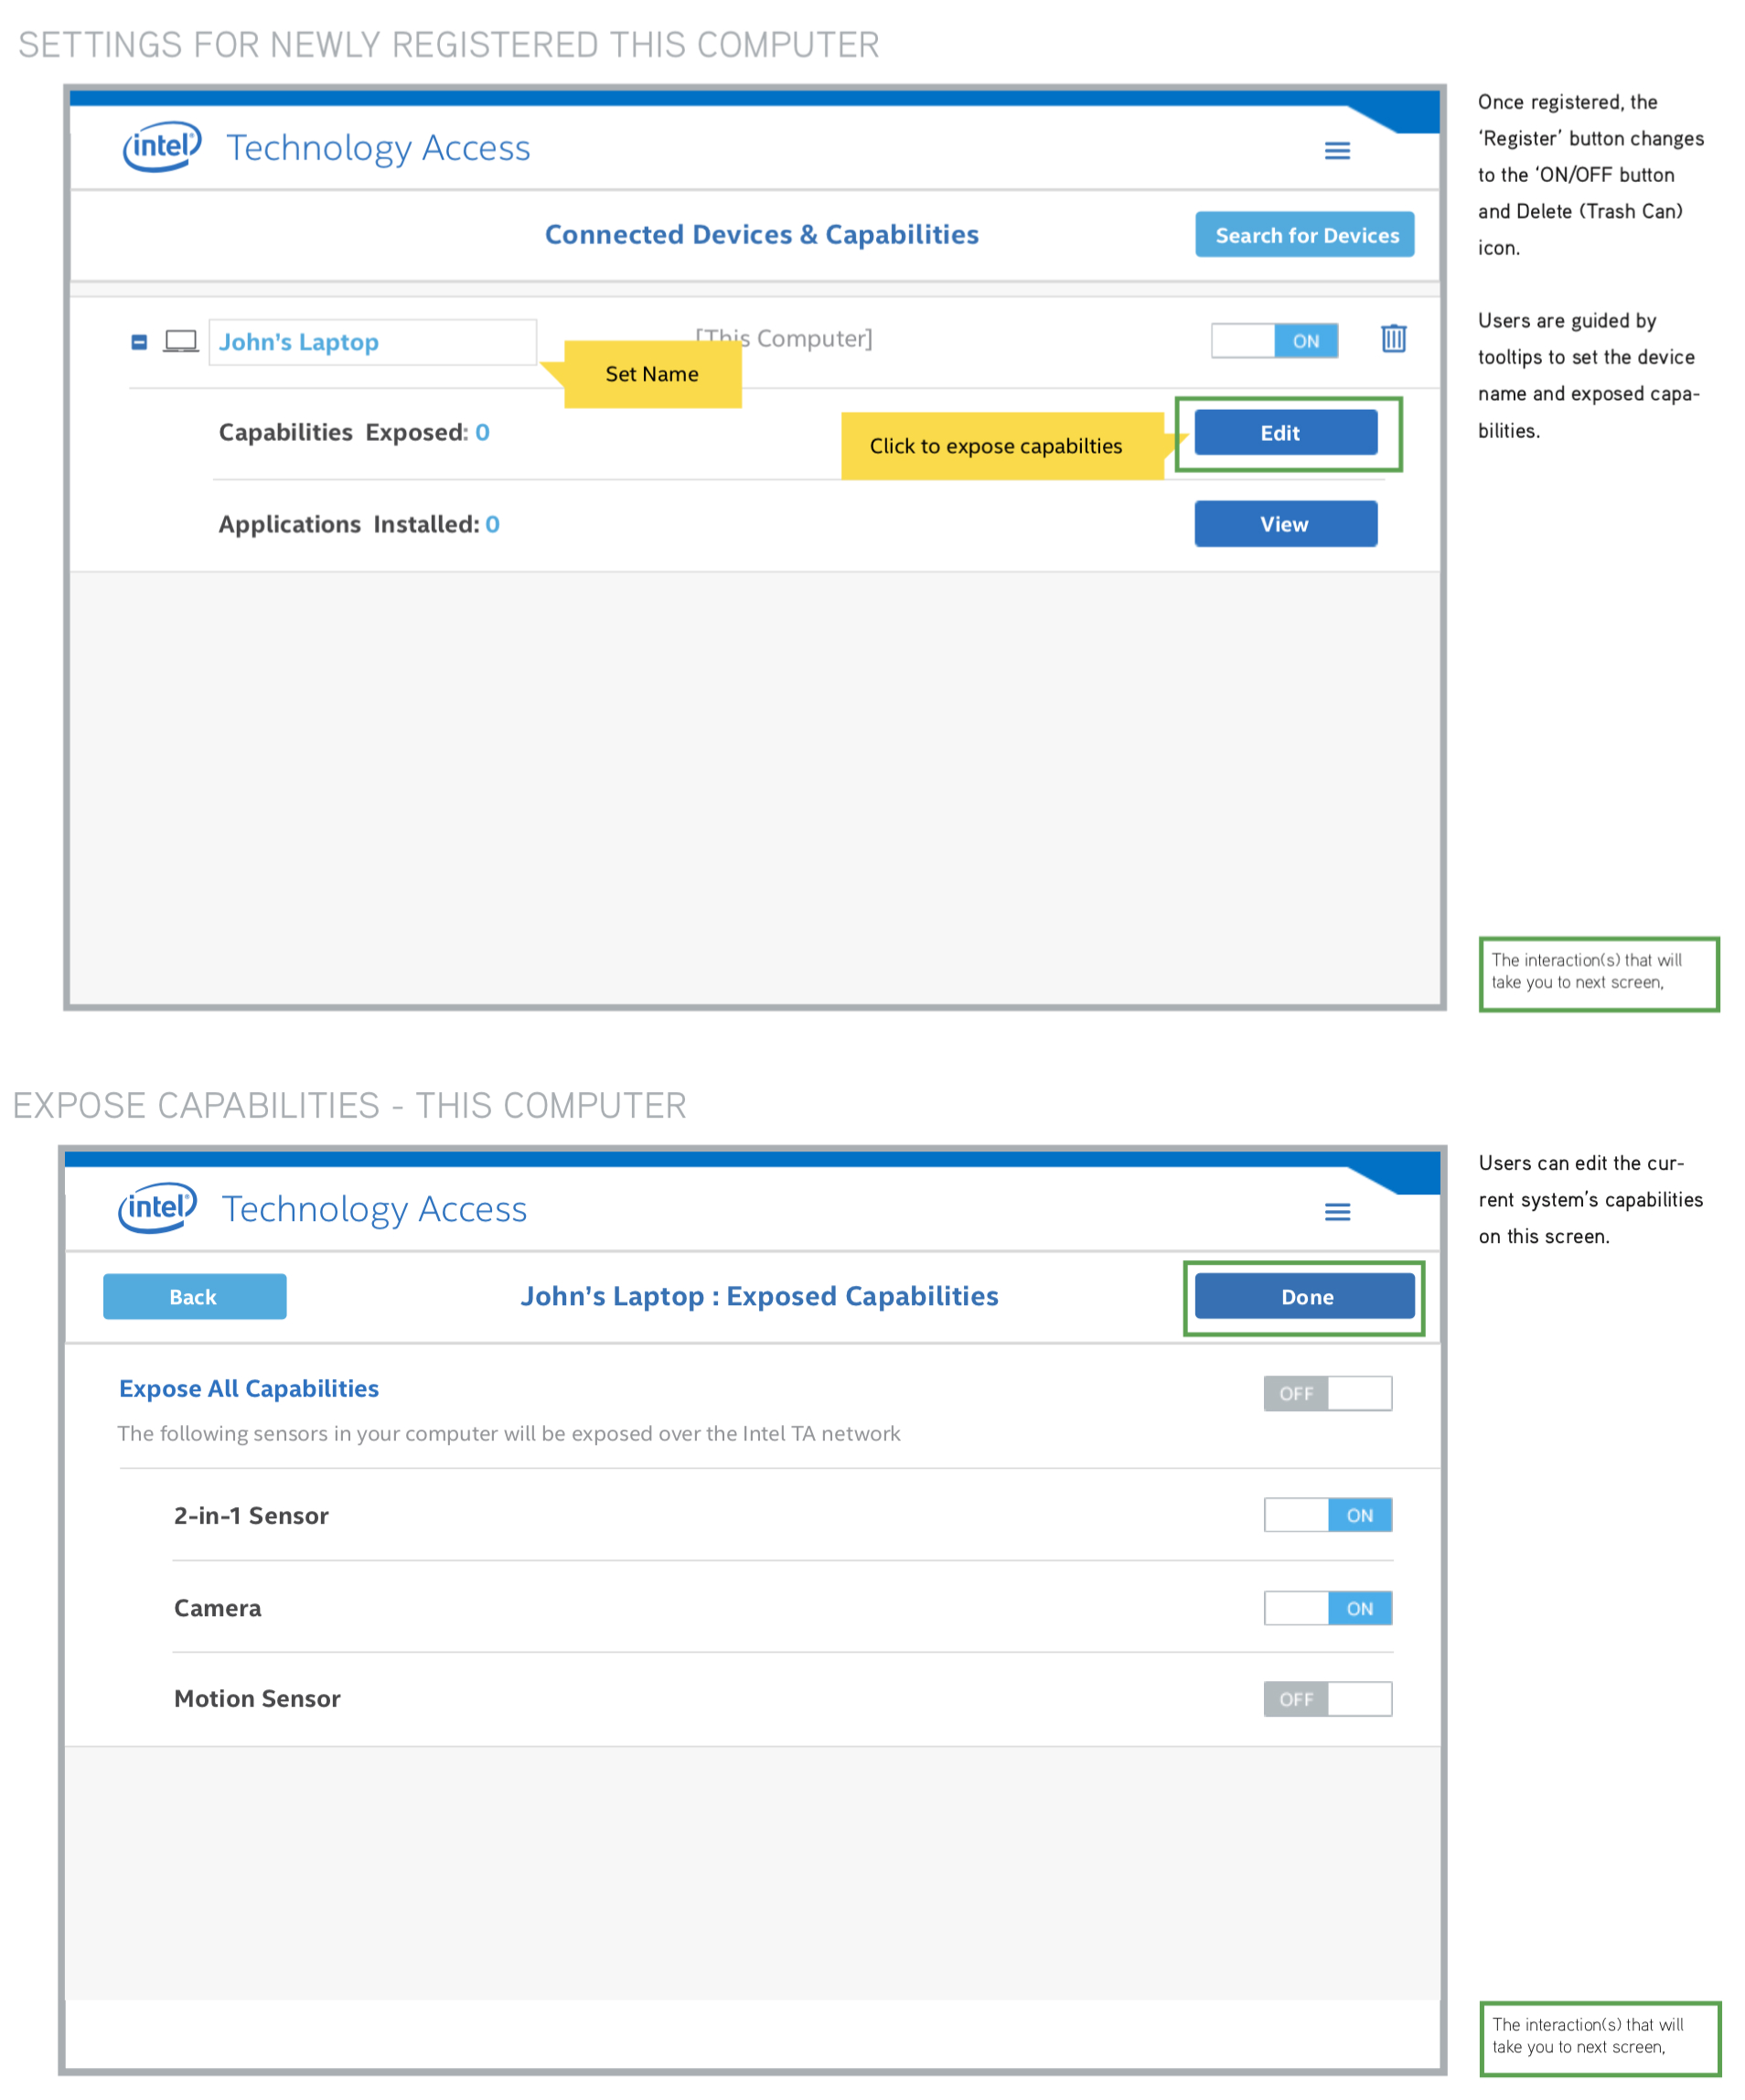 SETTINGS FOR NEWLY REGISTERED THIS COMPUTER
intel® Technology Access
Connected Devices & Capabilities
Search for Devices
John's Laptop
[This Computer]
ON
Set Name
Capabilities Exposed: 0
Click to expose capabilties
Edit
Applications Installed: 0
View
Once registered, the
'Register' button changes
to the 'ON/OFF button
and Delete (Trash Can)
icon.
Users are guided by
tooltips to set the device
name and exposed capa-
bilities.
The interaction(s) that will
take you to next screen,
EXPOSE CAPABILITIES - THIS COMPUTER
intel® Technology Access
Back
John's Laptop : Exposed Capabilities
Done
Expose All Capabilities
OFF
The following sensors in your computer will be exposed over the Intel TA network
2-in-1 Sensor
ON
Camera
ON
Motion Sensor
OFF
Users can edit the cur-
rent system's capabilities
on this screen.
The interaction(s) that will
take you to next screen,